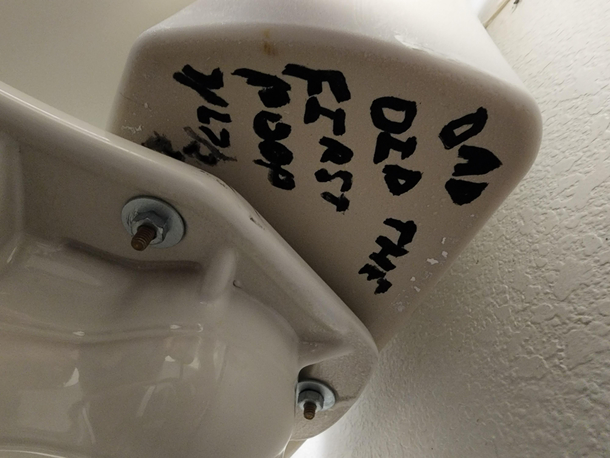 DAD
DID THE
FIRST
POOP